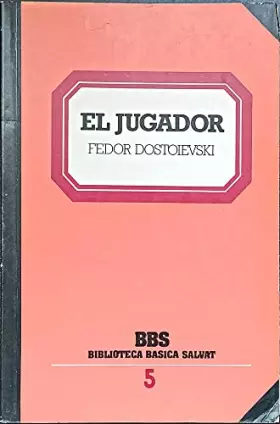 EL JUGADOR
FEDOR DOSTOIEVSKI
BBS
BIBLIOTECA BASICA SALVAT
5